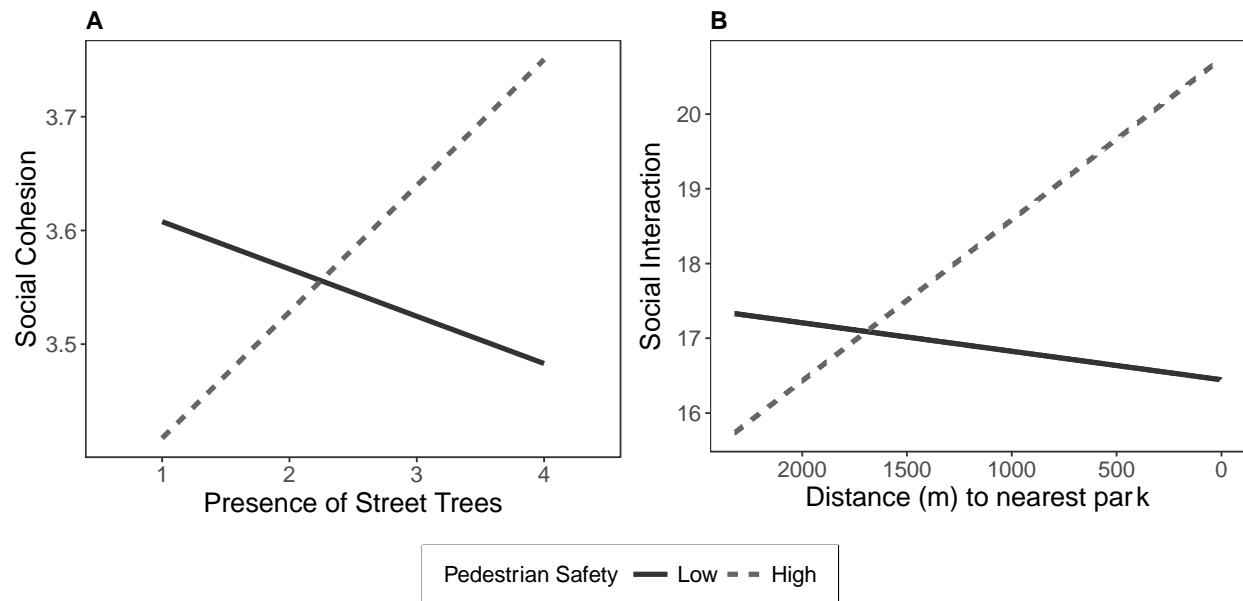 A
Social Cohesion
3.7
3.6
3.5
1 2 3 4
Presence of Street Trees
B
Social Interaction
20
19
18
17
16
2000 1500 1000 500 0
Distance (m) to nearest park
Pedestrian Safety Low High